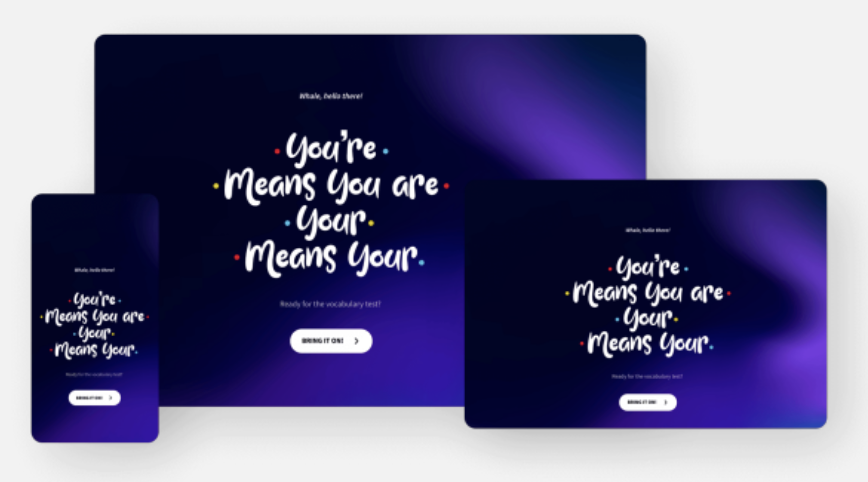 Whale, hello there!
You're
Means You are
Your
Means Your.
Ready for the vocabulary test?
BRING IT ON!
Whale, hello there!
You're
Means You are
Your
Means Your.
Ready for the vocabulary test?
BRING IT ON!
Whale, hello there!
You're
Means You are
Your
Means Your.
Ready for the vocabulary test?
BRING IT ON!